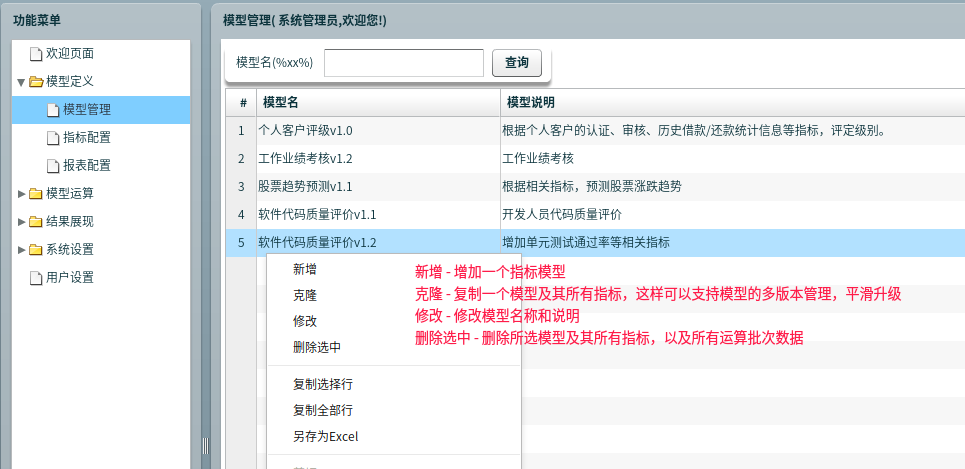 功能菜单
欢迎页面
模型定义
模型管理
指标配置
报表配置
模型运算
结果展现
系统设置
用户设置
模型管理( 系统管理员,欢迎您!)
模型名(%xx%)
查询
# 模型名 模型说明
1 个人客户评级v1.0 根据个人客户的认证、审核、历史借款/还款统计信息等指标，评定级别。
2 工作业绩考核v1.2 工作业绩考核
3 股票趋势预测v1.1 根据相关指标，预测股票涨跌趋势
4 软件代码质量评价v1.1 开发人员代码质量评价
5 软件代码质量评价v1.2 增加单元测试通过率等相关指标
新增
克隆
修改
删除选中
复制选择行
复制全部行
另存为Excel
新增 - 增加一个指标模型
克隆 - 复制一个模型及其所有指标，这样可以支持模型的多版本管理，平滑升级
修改 - 修改模型名称和说明
删除选中 - 删除所选模型及其所有指标，以及所有运算批次数据